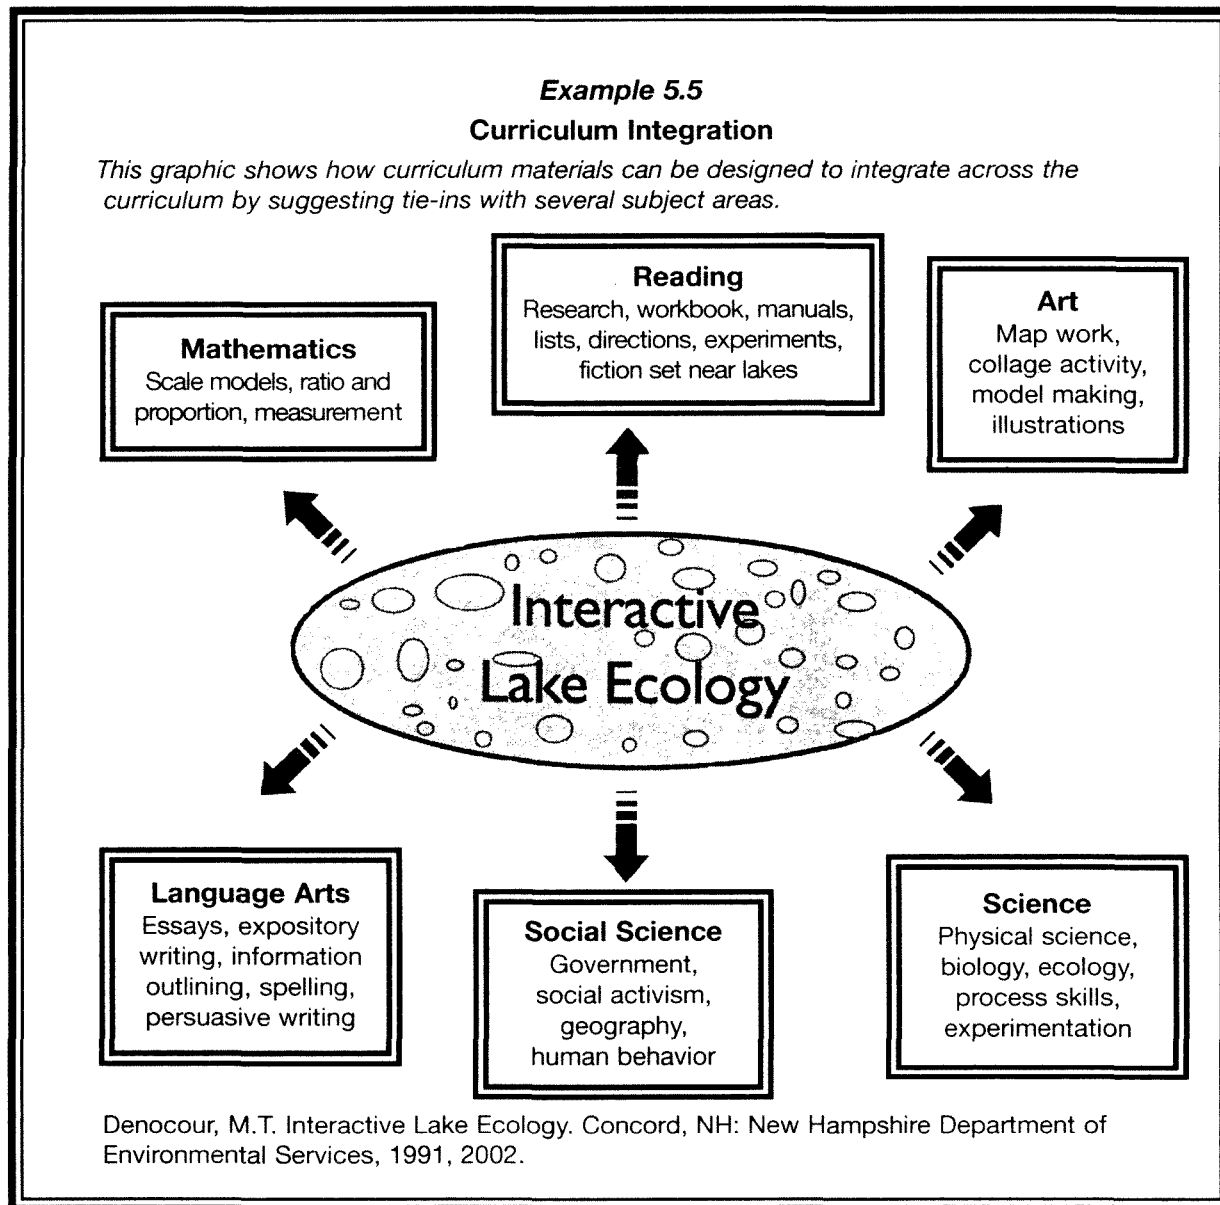 Example 5.5
Curriculum Integration
This graphic shows how curriculum materials can be designed to integrate across the
curriculum by suggesting tie-ins with several subject areas.
Mathematics
Scale models, ratio and
proportion, measurement
Reading
Research, workbook, manuals,
lists, directions, experiments,
fiction set near lakes
Art
Map work,
collage activity,
model making,
illustrations
Interactive
Lake Ecology
Language Arts
Essays, expository
writing, information
outlining, spelling,
persuasive writing
Social Science
Government,
social activism,
geography,
human behavior
Science
Physical science,
biology, ecology,
process skills,
experimentation
Denocour, M.T. Interactive Lake Ecology. Concord, NH: New Hampshire Department of
Environmental Services, 1991, 2002.